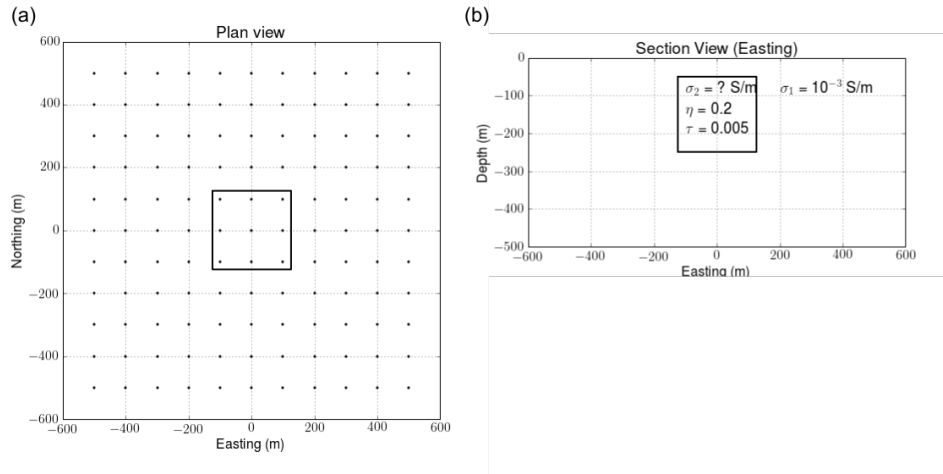 (a)
Plan view
600
400
200
0
−200
−400
−600
Northing (m)
−600 −400 −200 0 200 400 600
Easting (m)
(b)
Section View (Easting)
0
−100
−200
−300
−400
−500
Depth (m)
σ₂ = ? S/m σ₁ = 10⁻³ S/m
η = 0.2
τ = 0.005
−600 −400 −200 0 200 400 600
Easting (m)